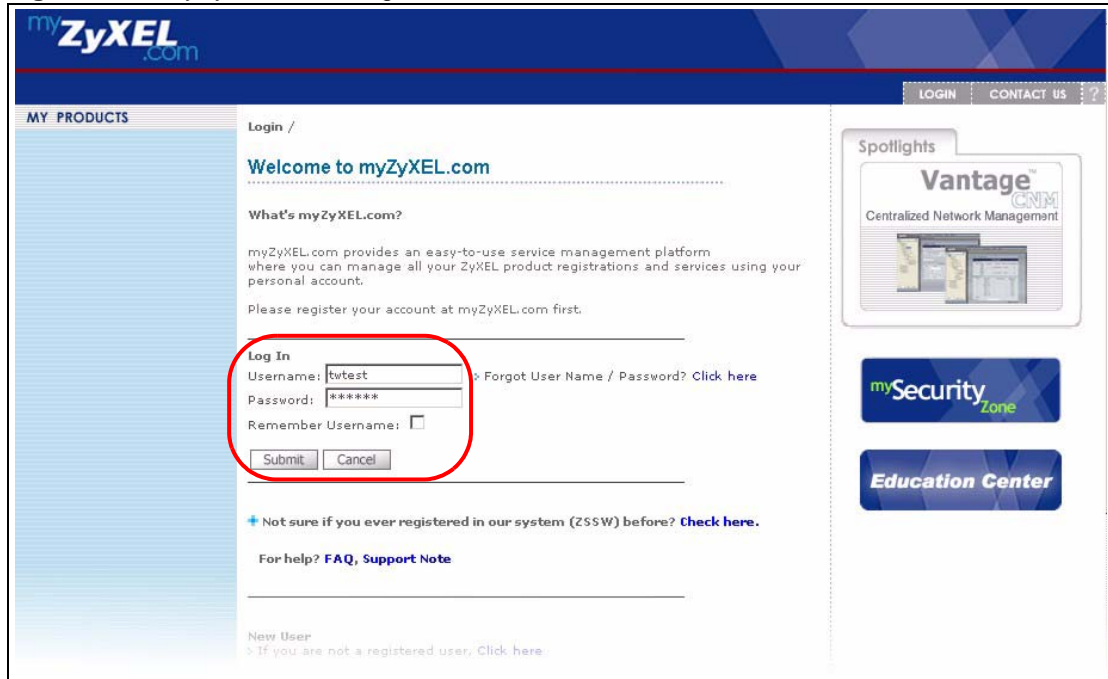 myZyXEL.com
LOGIN CONTACT US ?
MY PRODUCTS
Login /
Welcome to myZyXEL.com
What's myZyXEL.com?
myZyXEL.com provides an easy-to-use service management platform
where you can manage all your ZyXEL product registrations and services using your
personal account.
Please register your account at myZyXEL.com first.
Log In
Username: twtest > Forgot User Name / Password? Click here
Password: ******
Remember Username:
Submit Cancel
Not sure if you ever registered in our system (ZSSW) before? Check here.
For help? FAQ, Support Note
New User
> If you are not a registered user, Click here
Spotlights
Vantage™
CNM
Centralized Network Management
mySecurity Zone
Education Center